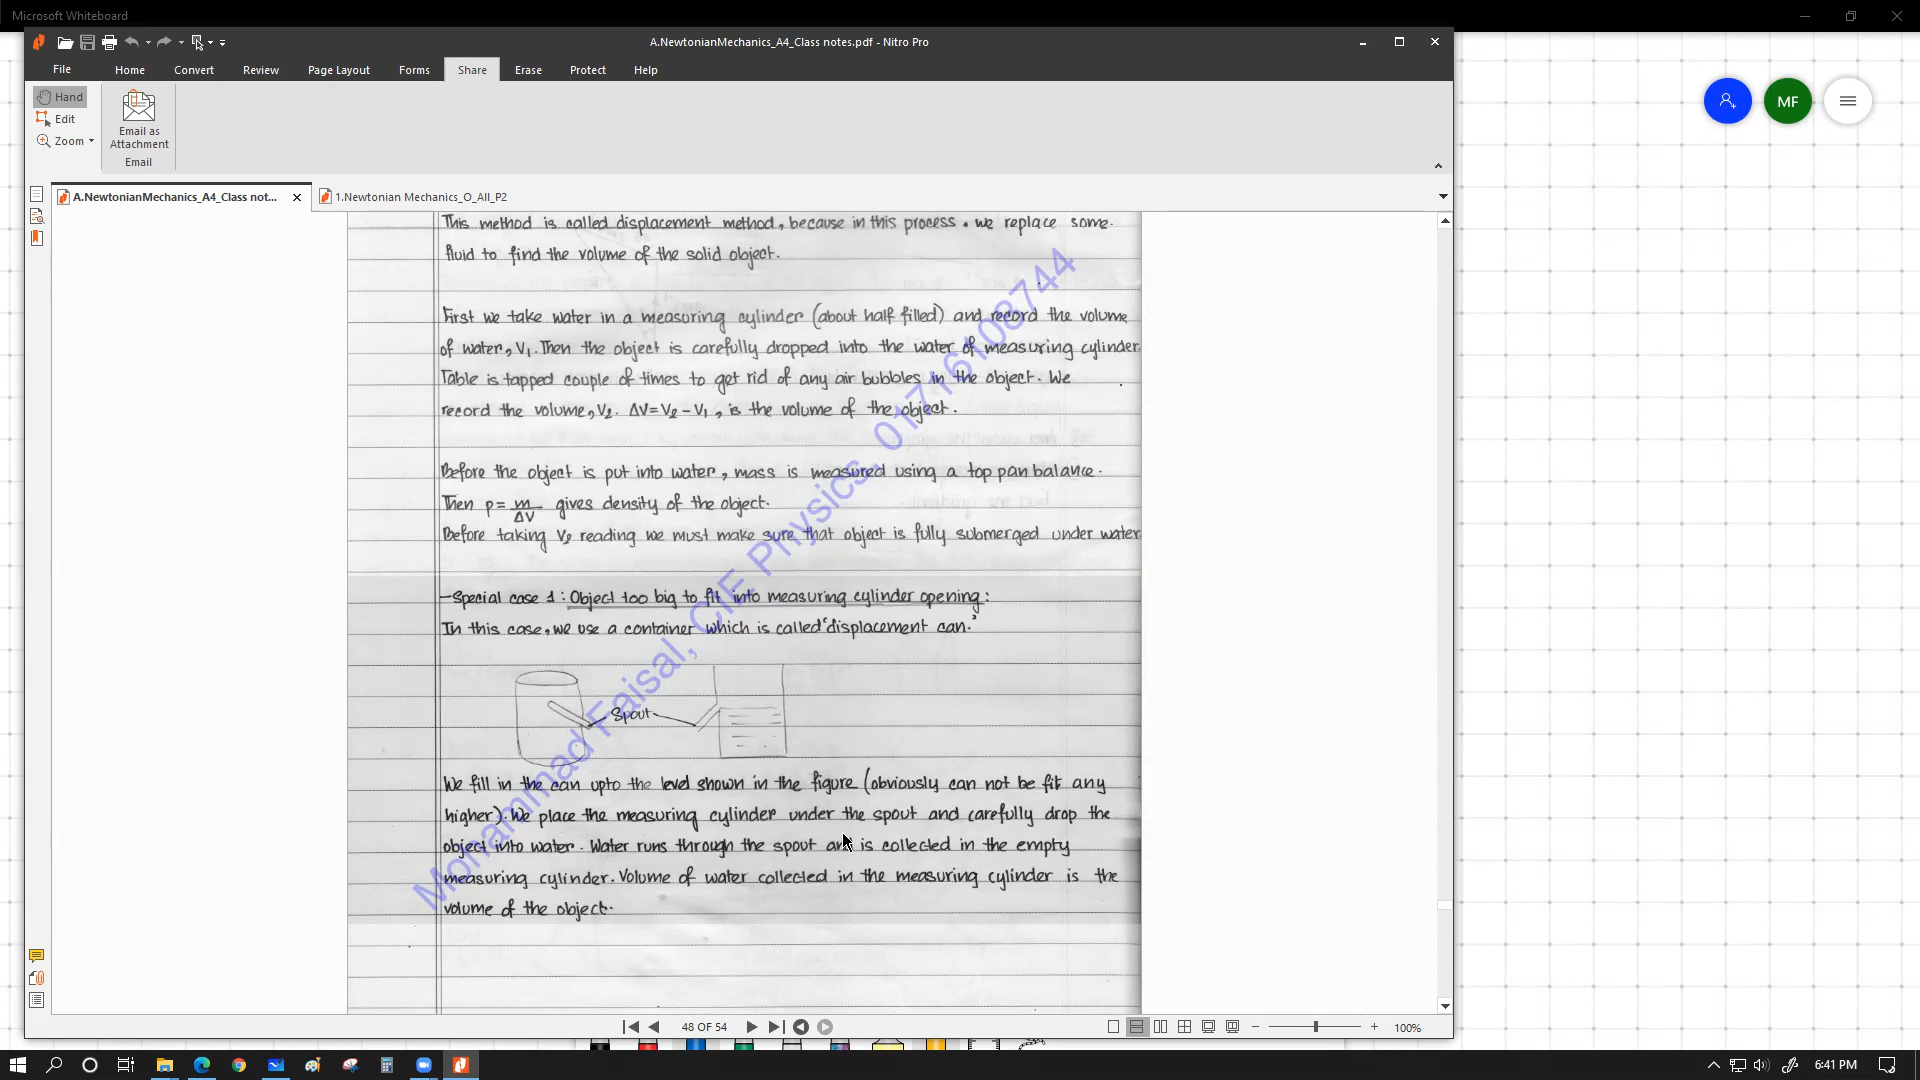 Microsoft Whiteboard
A.NewtonianMechanics_A4_Class notes.pdf - Nitro Pro
File Home Convert Review Page Layout Forms Share Erase Protect Help
Hand
Edit
Zoom
Email as
Attachment
Email
MF
A.NewtonianMechanics_A4_Class not...
1.Newtonian Mechanics_O_All_P2
This method is called displacement method, because in this process. we replace some.
fluid to find the volume of the solid object.
First we take water in a measuring cylinder (about half filled) and record the volume
of water, V1. Then the object is carefully dropped into the water of measuring cylinder.
Table is tapped couple of times to get rid of any air bubbles in the object. We
record the volume, V2. ΔV=V2-V1, is the volume of the object.
Before the object is put into water, mass is measured using a top pan balance.
Then ρ= m/ΔV gives density of the object.
Before taking V2 reading we must make sure that object is fully submerged under water
-Special case 1: Object too big to fit into measuring cylinder opening:
In this case, we use a container which is called 'displacement can.'
Spout
We fill in the can upto the level shown in the figure (obviously can not be fit any
higher). We place the measuring cylinder under the spout and carefully drop the
object into water. Water runs through the spout and is collected in the empty
measuring cylinder. Volume of water collected in the measuring cylinder is the
volume of the object.
Mohammad Faisal, CIE Physics. 01716108744
48 OF 54
100%
6:41 PM